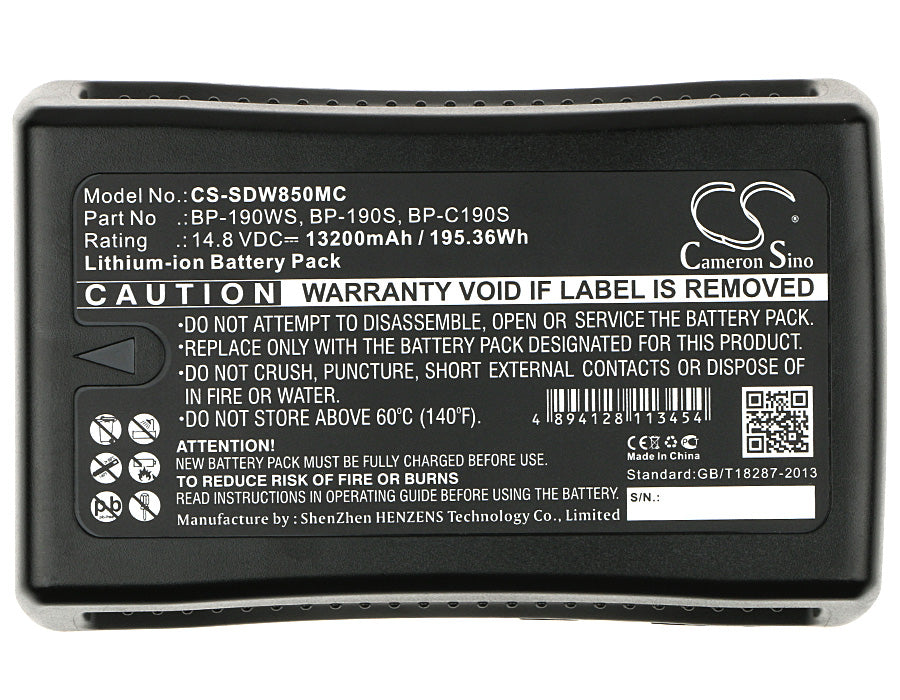 Model No.:CS-SDW850MC
Part No .:BP-190WS, BP-190S, BP-C190S
Rating .:14.8 VDC⎓ 13200mAh / 195.36Wh
Lithium-ion Battery Pack
CS
®
Cameron Sino
CAUTION WARRANTY VOID IF LABEL IS REMOVED
•DO NOT ATTEMPT TO DISASSEMBLE, OPEN OR SERVICE THE BATTERY PACK.
•REPLACE ONLY WITH THE BATTERY PACK DESIGNATED FOR THIS PRODUCT.
•DO NOT CRUSH, PUNCTURE, SHORT EXTERNAL CONTACTS OR DISPOSE OF
IN FIRE OR WATER.
•DO NOT STORE ABOVE 60°C (140°F).
4 894128 113454
ATTENTION!
NEW BATTERY PACK MUST BE FULLY CHARGED BEFORE USE.
TO REDUCE RISK OF FIRE OR BURNS
READ INSTRUCTIONS IN OPERATING GUIDE BEFORE USING THE BATTERY.
Manufacture by : ShenZhen HENZENS Technology Co., Limited
CE
Made In China
Standard:GB/T18287-2013
S/N.:
Pb